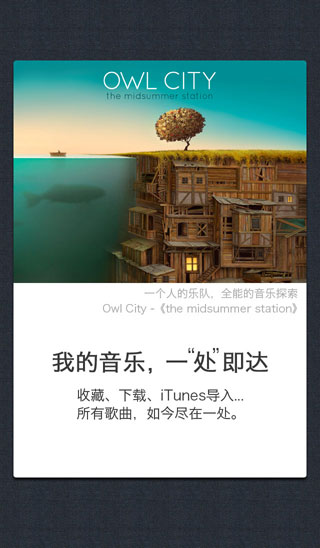 OWL CITY
the midsummer station
一个人的乐队，全能的音乐探索
Owl City -《the midsummer station》
我的音乐，一“处”即达
收藏、下载、iTunes导入...
所有歌曲，如今尽在一处。